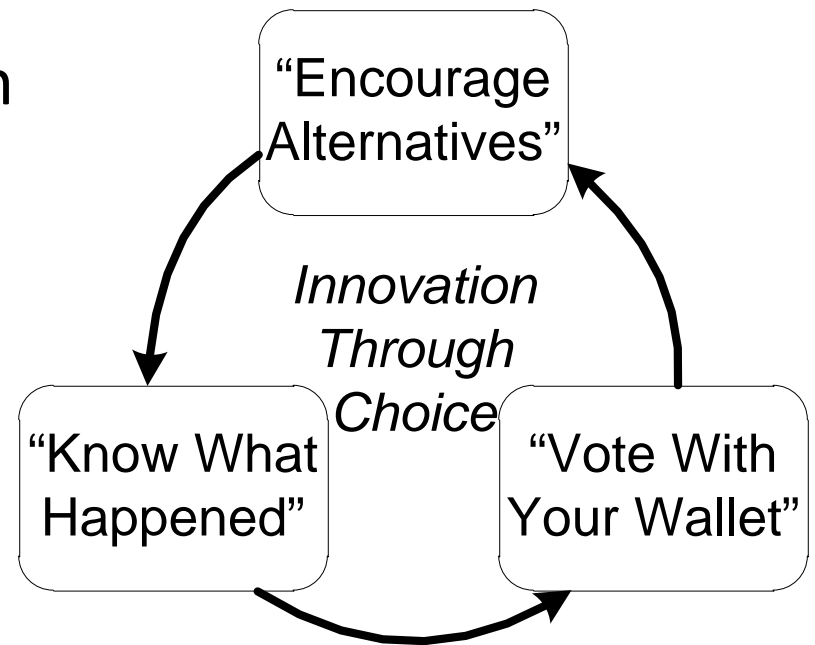 n
“Encourage
Alternatives”
Innovation
Through
Choice
“Know What
Happened”
“Vote With
Your Wallet”